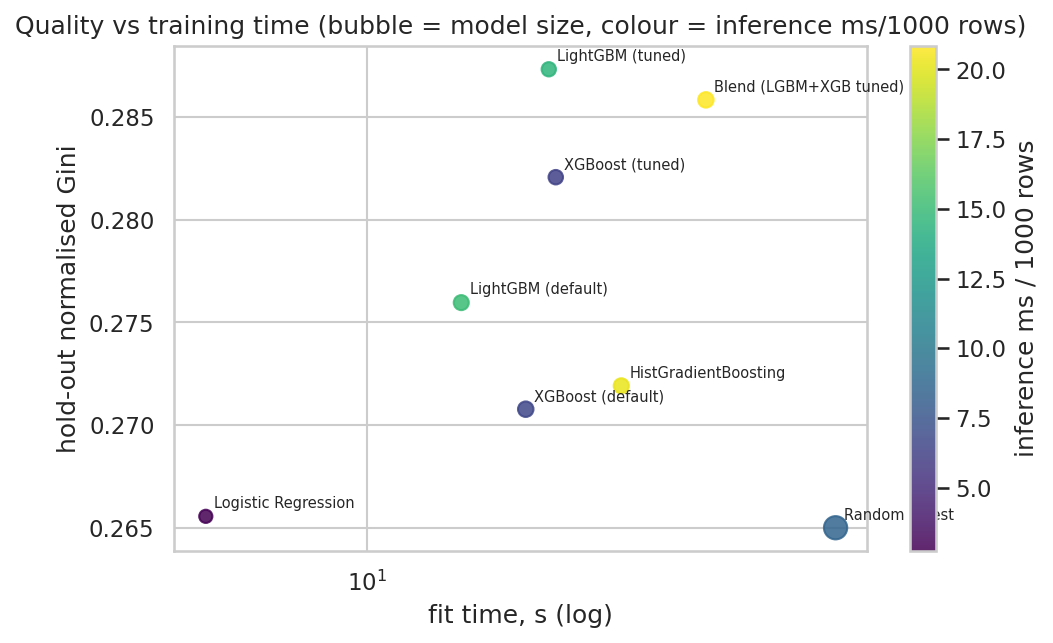 Quality vs training time (bubble = model size, colour = inference ms/1000 rows)
LightGBM (tuned)
Blend (LGBM+XGB tuned)
XGBoost (tuned)
LightGBM (default)
HistGradientBoosting
XGBoost (default)
Logistic Regression
Random
0.285
0.280
0.275
0.270
0.265
hold-out normalised Gini
10¹
fit time, s (log)
20.0
17.5
15.0
12.5
10.0
7.5
5.0
inference ms / 1000 rows